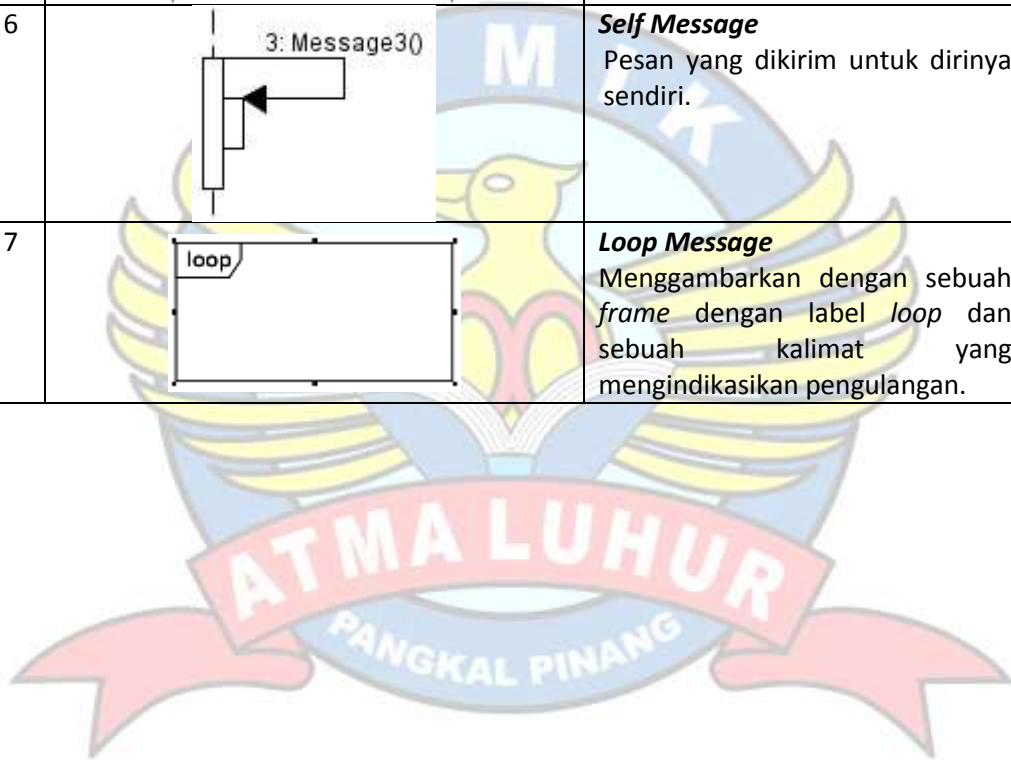 6
3: Message3()
Self Message
Pesan yang dikirim untuk dirinya
sendiri.
7
loop
Loop Message
Menggambarkan dengan sebuah
frame dengan label loop dan
sebuah kalimat yang
mengindikasikan pengulangan.
M I K
ATMA LUHUR
PANGKAL PINANG